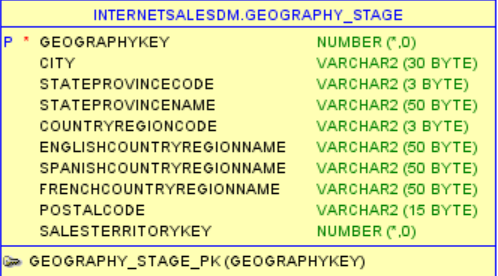 INTERNETSALESDM.GEOGRAPHY_STAGE
P * GEOGRAPHYKEY NUMBER (*,0)
CITY VARCHAR2 (30 BYTE)
STATEPROVINCECODE VARCHAR2 (3 BYTE)
STATEPROVINCENAME VARCHAR2 (50 BYTE)
COUNTRYREGIONCODE VARCHAR2 (3 BYTE)
ENGLISHCOUNTRYREGIONNAME VARCHAR2 (50 BYTE)
SPANISHCOUNTRYREGIONNAME VARCHAR2 (50 BYTE)
FRENCHCOUNTRYREGIONNAME VARCHAR2 (50 BYTE)
POSTALCODE VARCHAR2 (15 BYTE)
SALESTERRITORYKEY NUMBER (*,0)
GEOGRAPHY_STAGE_PK (GEOGRAPHYKEY)